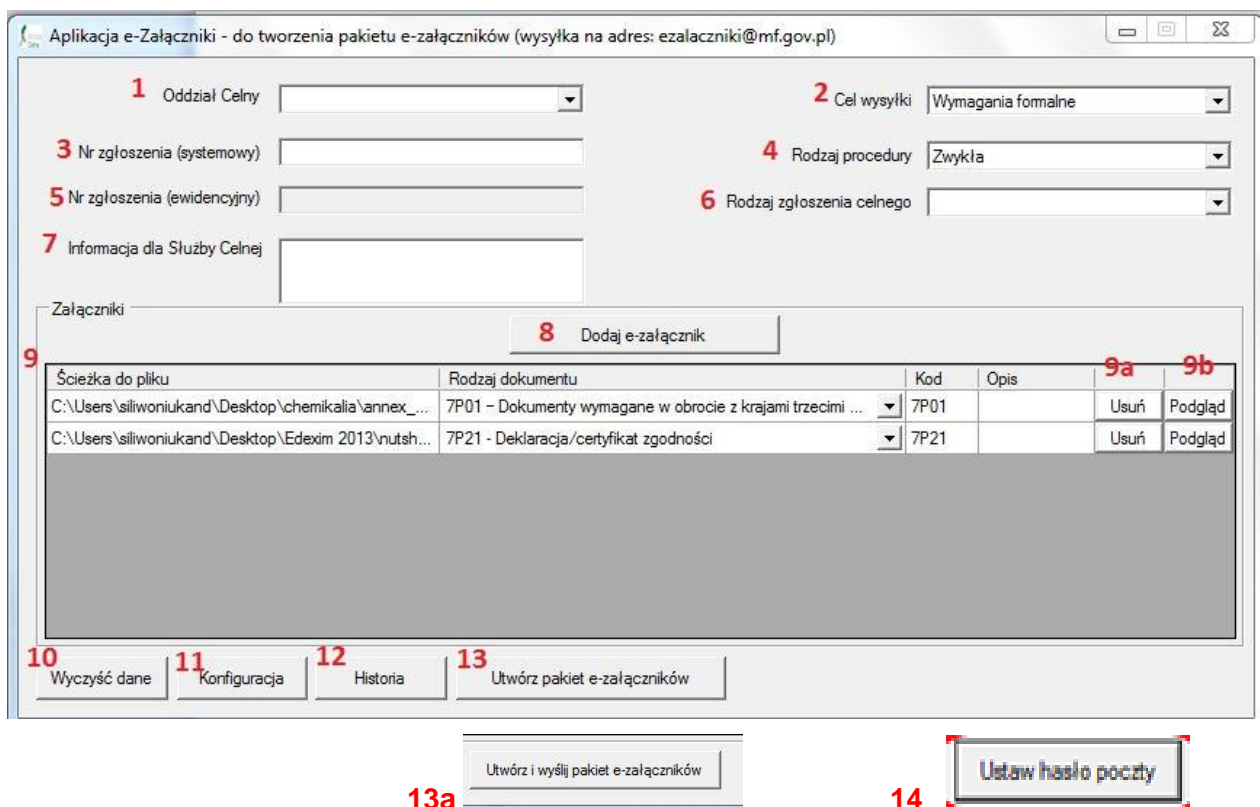 Aplikacja e-Załączniki - do tworzenia pakietu e-załączników (wysyłka na adres: ezalaczniki@mf.gov.pl)
1 Oddział Celny
2 Cel wysyłki Wymagania formalne
3 Nr zgłoszenia (systemowy)
4 Rodzaj procedury Zwykła
5 Nr zgłoszenia (ewidencyjny)
6 Rodzaj zgłoszenia celnego
7 Informacja dla Służby Celnej
Załączniki
8 Dodaj e-załącznik
9 9a 9b
Ścieżka do pliku Rodzaj dokumentu Kod Opis
C:\Users\siliwoniukand\Desktop\chemikalia\annex_... 7P01 – Dokumenty wymagane w obrocie z krajami trzecimi ... 7P01 Usuń Podgląd
C:\Users\siliwoniukand\Desktop\Edexim 2013\nutsh... 7P21 - Deklaracja/certyfikat zgodności 7P21 Usuń Podgląd
10 Wyczyść dane 11 Konfiguracja 12 Historia 13 Utwórz pakiet e-załączników
13a Utwórz i wyślij pakiet e-załączników 14 Ustaw hasło poczty